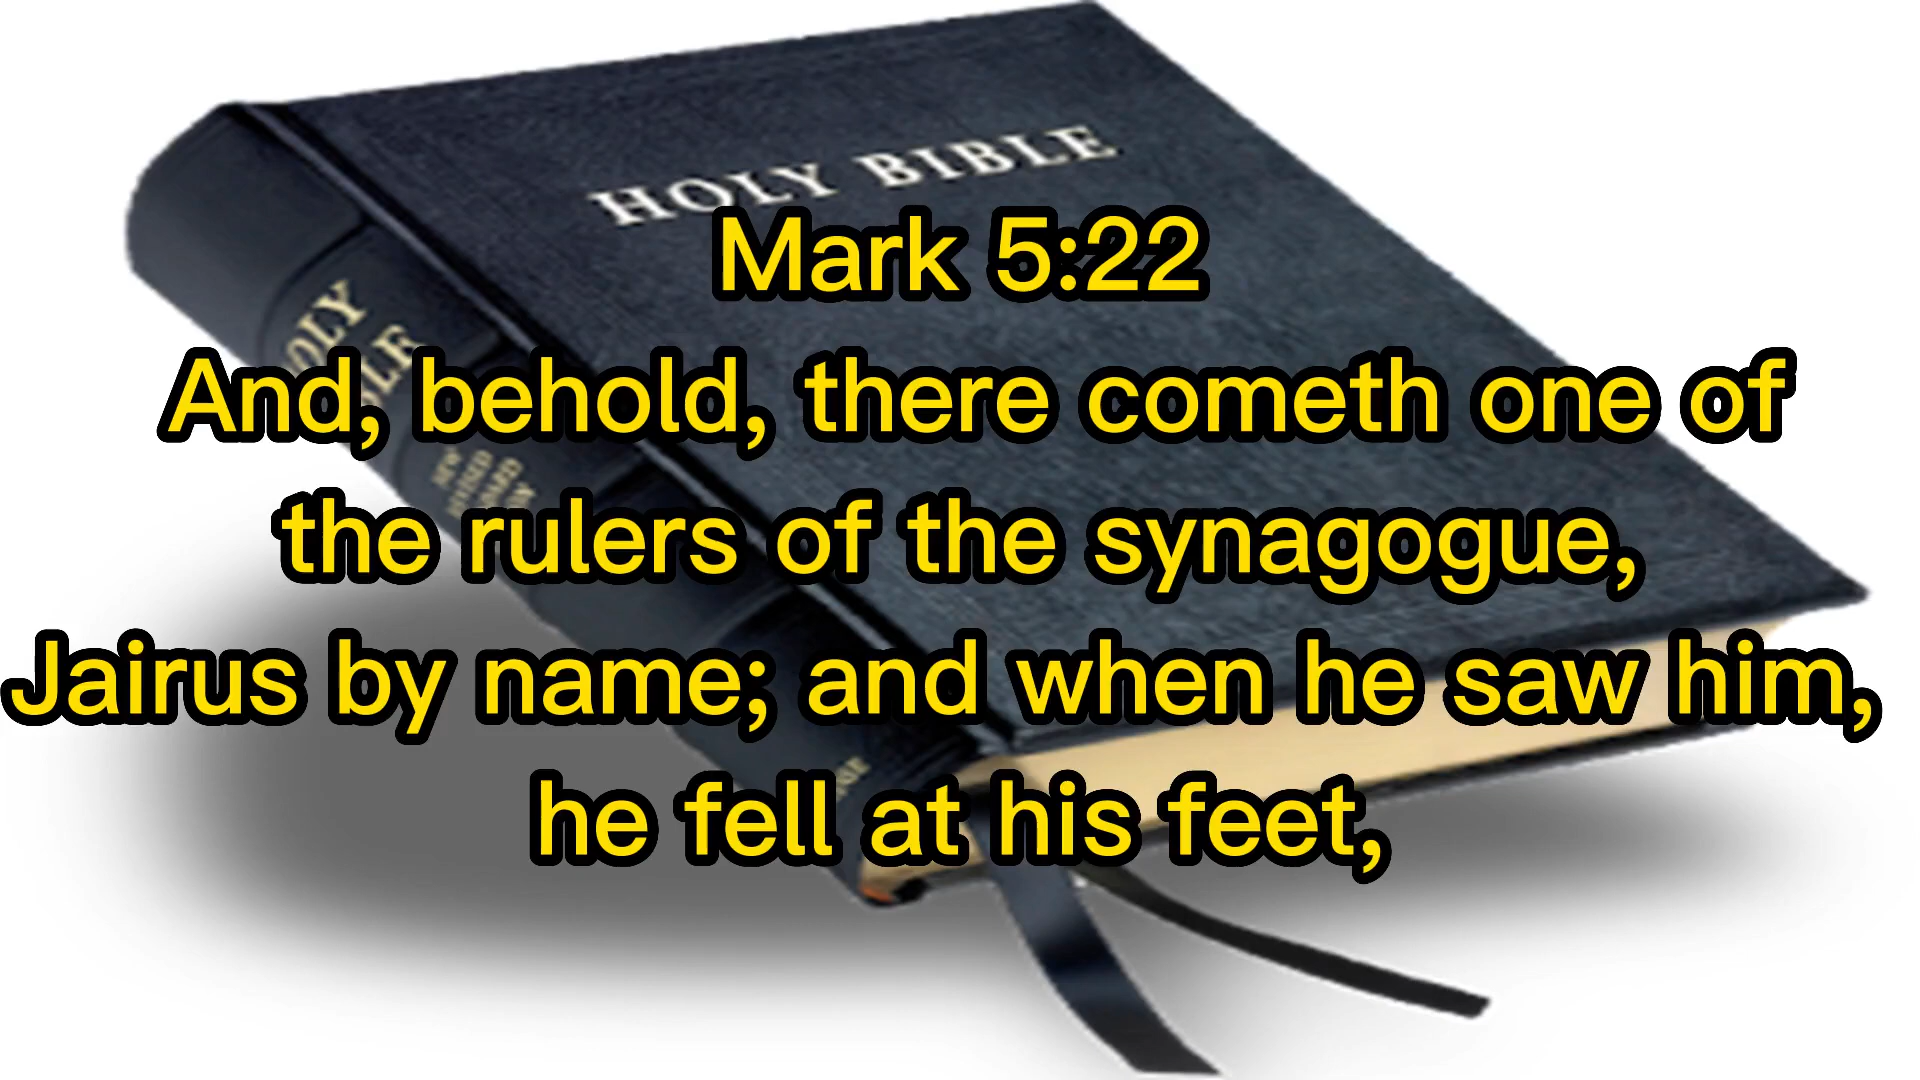 HOLY BIBLE
Mark 5:22
And, behold, there cometh one of
the rulers of the synagogue,
Jairus by name; and when he saw him,
he fell at his feet,